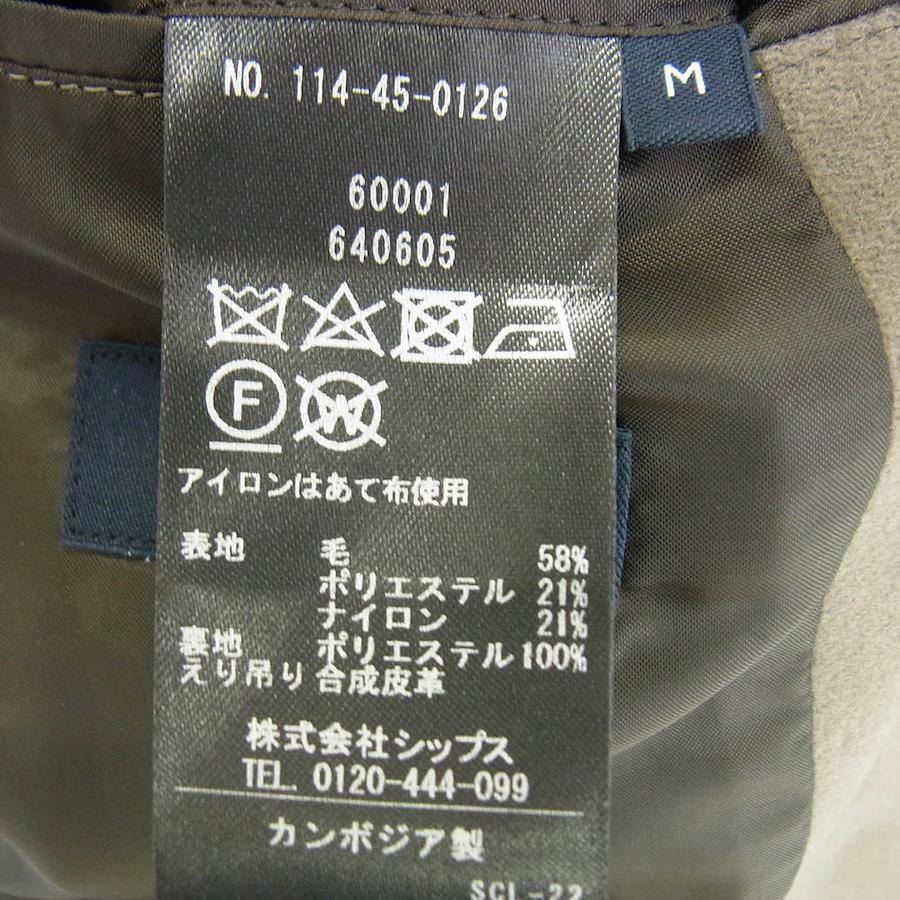 NO. 114-45-0126
M
60001
640605
F
W
アイロンはあて布使用
表地 毛 58%
ポリエステル 21%
ナイロン 21%
裏地 ポリエステル 100%
えり吊り 合成皮革
株式会社シップス
TEL. 0120-444-099
カンボジア製
SCL-22